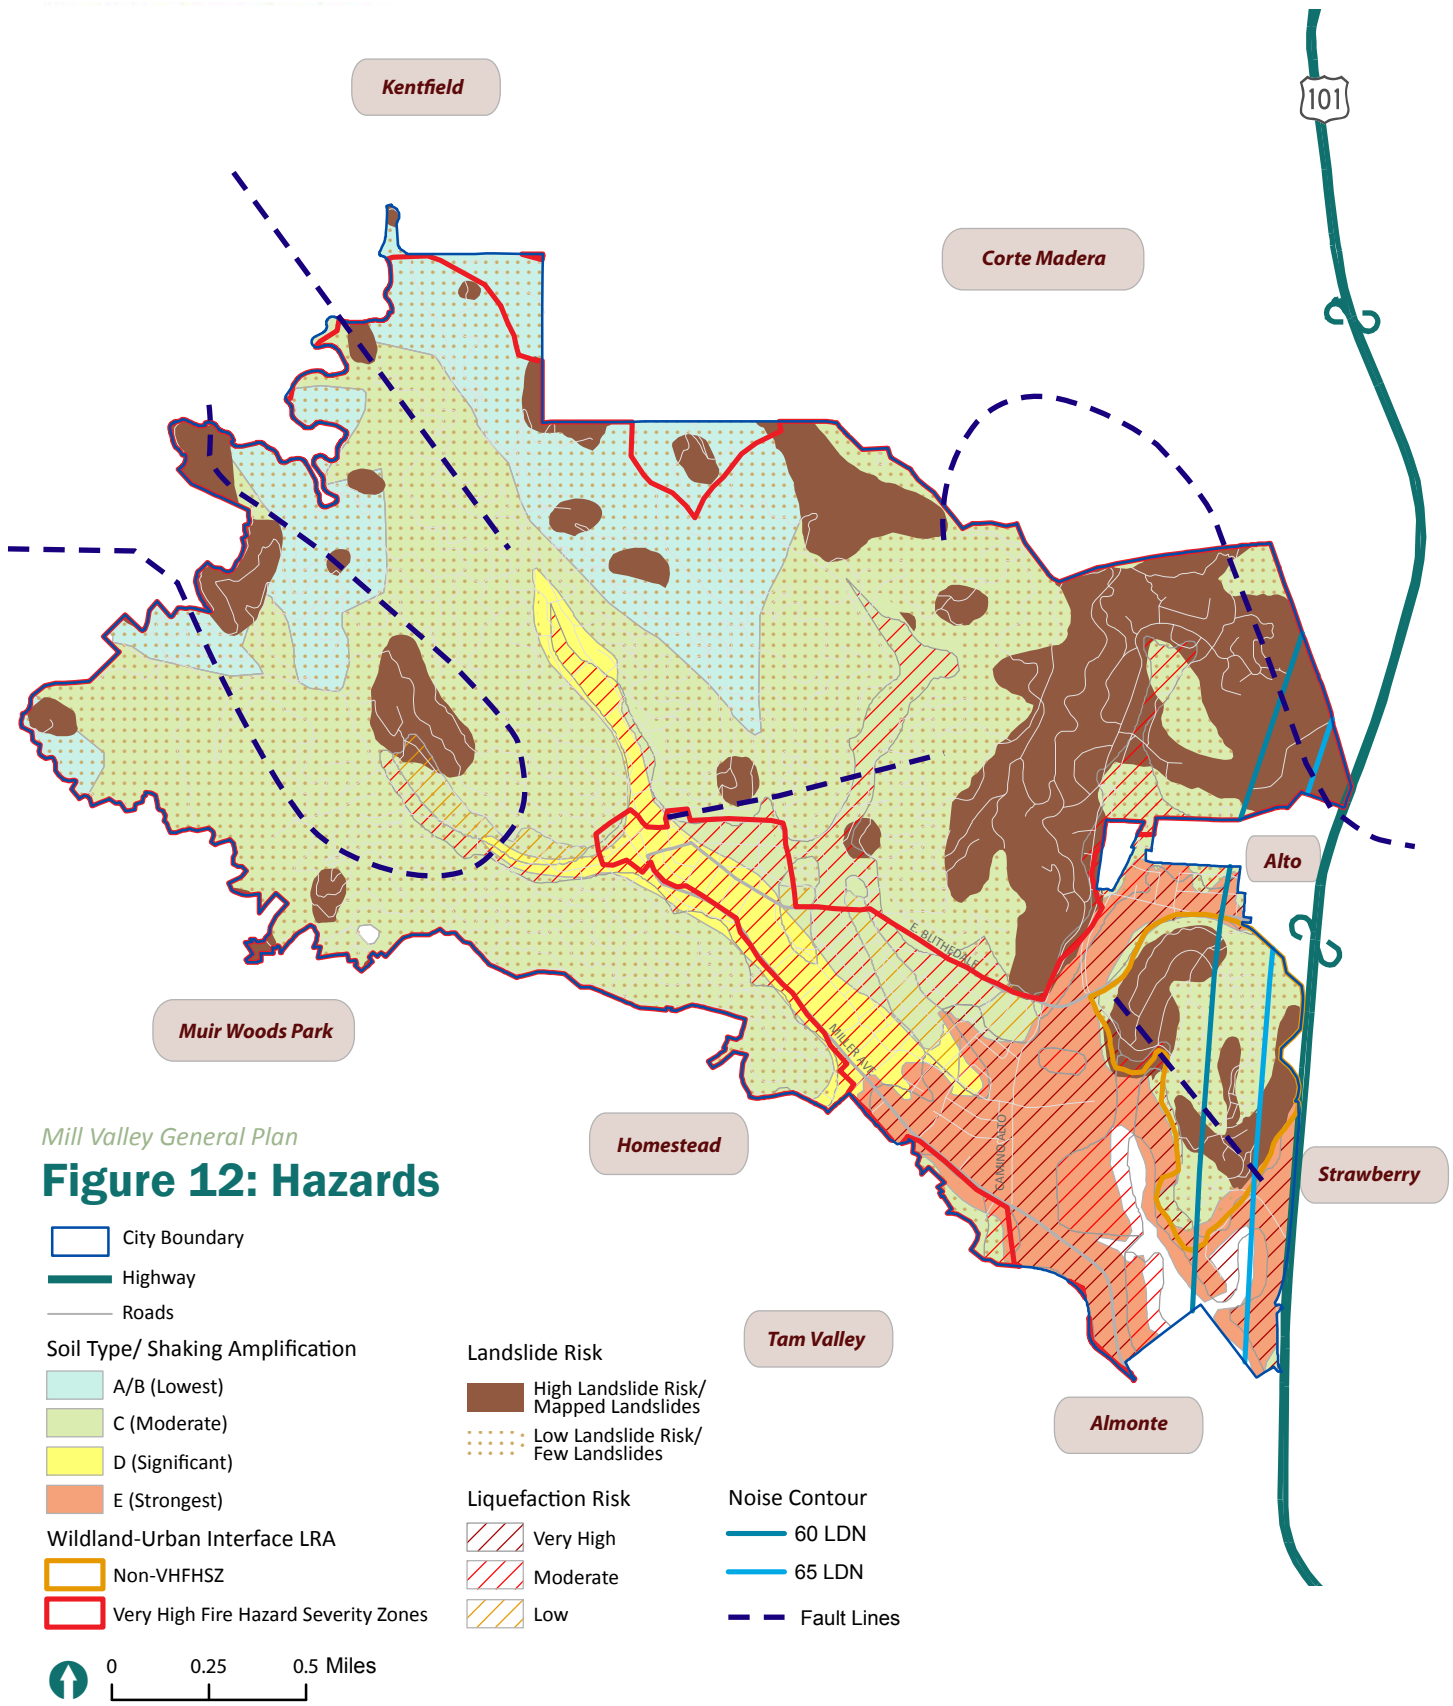 Kentfield
101
Corte Madera
Alto
E. BLITHEDALE
Muir Woods Park
MILLER AVE
CAMINO ALTO
Homestead
Strawberry
Tam Valley
Almonte
Mill Valley General Plan
Figure 12: Hazards
City Boundary
Highway
Roads
Soil Type/ Shaking Amplification
A/B (Lowest)
C (Moderate)
D (Significant)
E (Strongest)
Wildland-Urban Interface LRA
Non-VHFHSZ
Very High Fire Hazard Severity Zones
Landslide Risk
High Landslide Risk/
Mapped Landslides
Low Landslide Risk/
Few Landslides
Liquefaction Risk
Very High
Moderate
Low
Noise Contour
60 LDN
65 LDN
Fault Lines
0 0.25 0.5 Miles